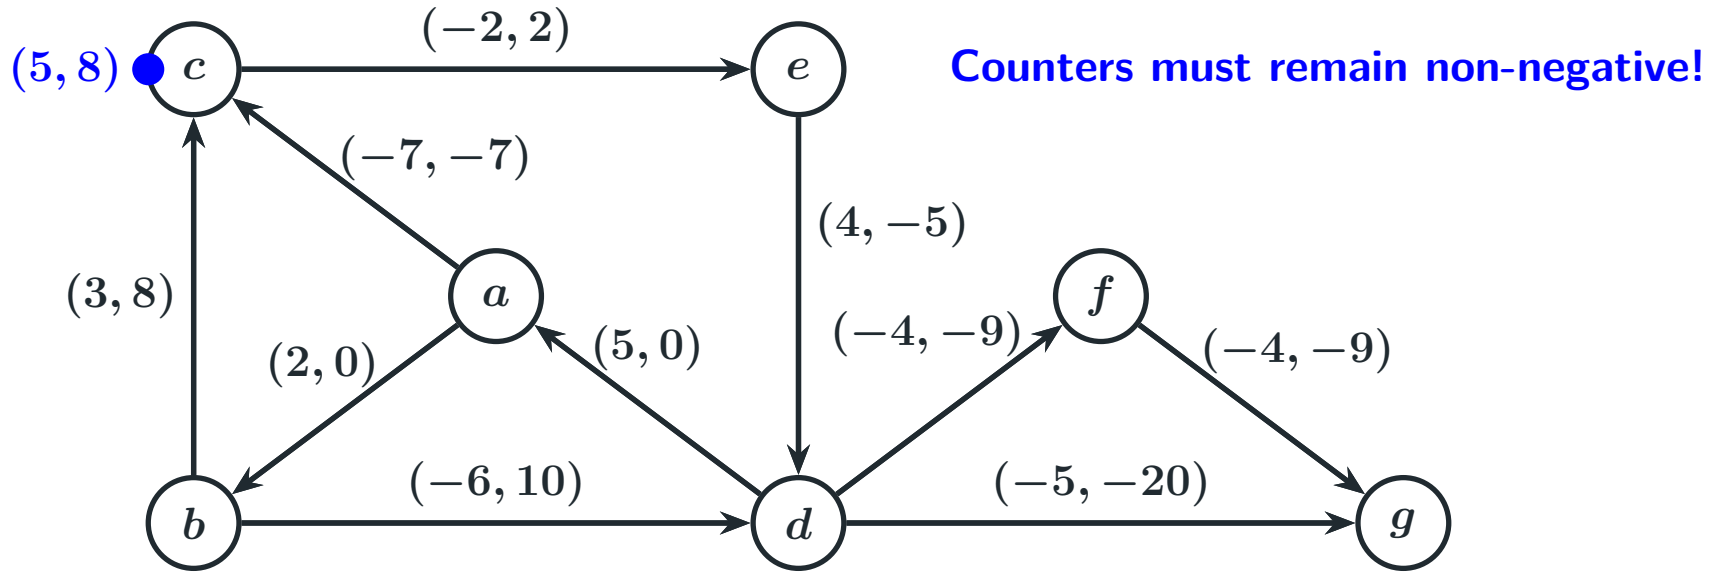 (−2, 2)
(5, 8)
c
e
Counters must remain non-negative!
(−7, −7)
(4, −5)
(3, 8)
a
f
(2, 0)
(5, 0)
(−4, −9)
(−4, −9)
(−6, 10)
(−5, −20)
b
d
g